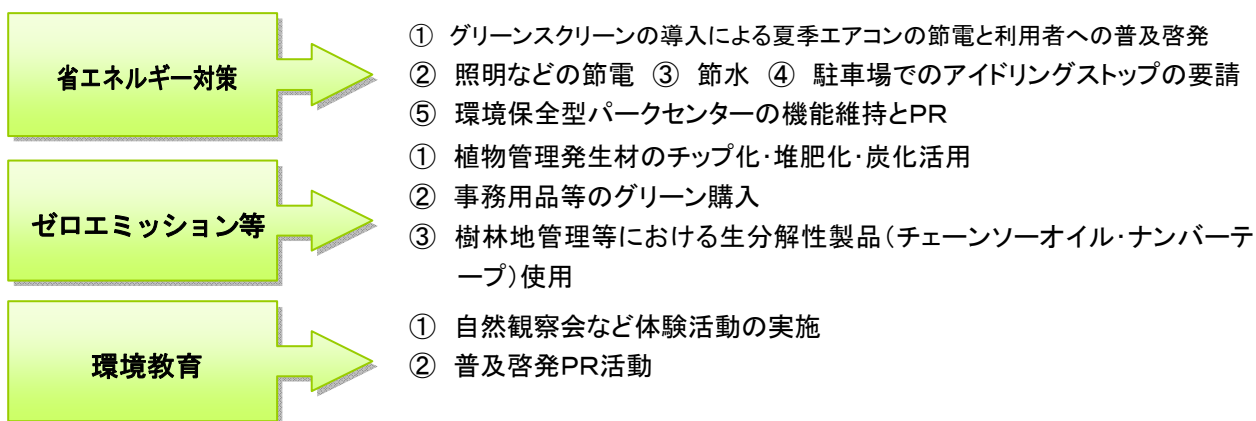 省エネルギー対策
① グリーンスクリーンの導入による夏季エアコンの節電と利用者への普及啓発
② 照明などの節電 ③ 節水 ④ 駐車場でのアイドリングストップの要請
⑤ 環境保全型パークセンターの機能維持とPR
ゼロエミッション等
① 植物管理発生材のチップ化・堆肥化・炭化活用
② 事務用品等のグリーン購入
③ 樹林地管理等における生分解性製品(チェーンソーオイル・ナンバーテ
ープ)使用
環境教育
① 自然観察会など体験活動の実施
② 普及啓発PR活動